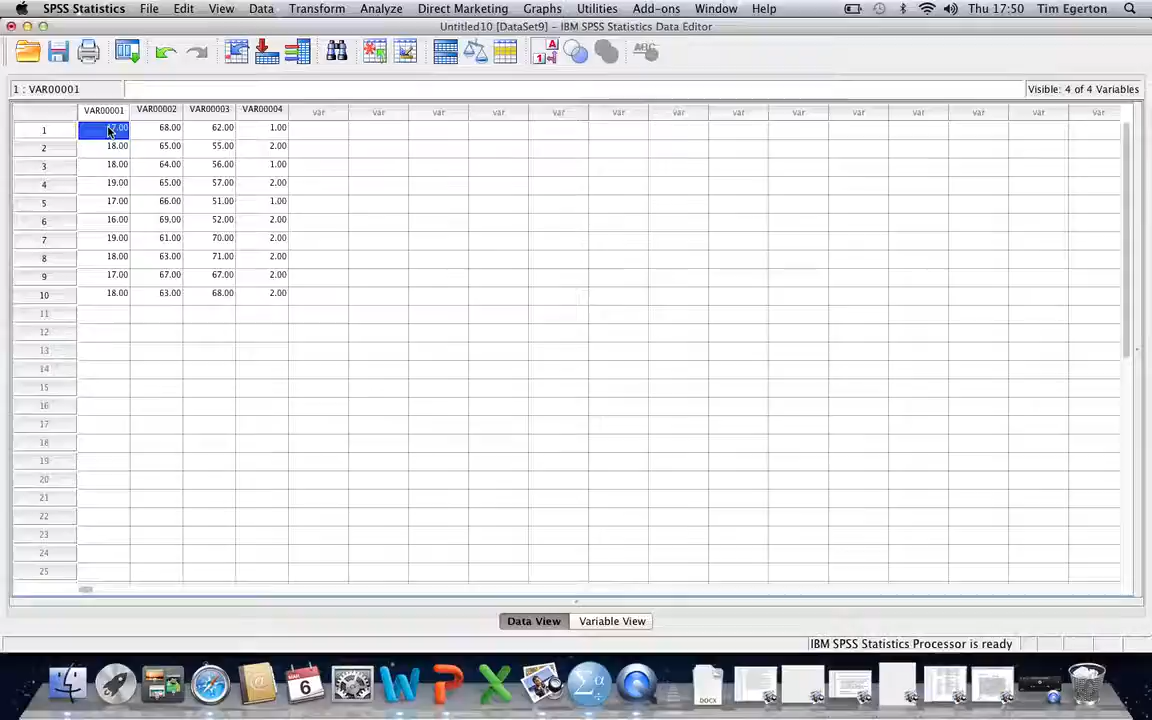 SPSS Statistics File Edit View Data Transform Analyze Direct Marketing Graphs Utilities Add-ons Window Help Thu 17:50 Tim Egerton
Untitled10 [DataSet9] – IBM SPSS Statistics Data Editor
1 : VAR00001 Visible: 4 of 4 Variables
VAR00001 VAR00002 VAR00003 VAR00004 var var var var var var var var var var var var var var
1 68.00 62.00 1.00
2 18.00 65.00 55.00 2.00
3 18.00 64.00 56.00 1.00
4 19.00 65.00 57.00 2.00
5 17.00 66.00 51.00 1.00
6 16.00 69.00 52.00 2.00
7 19.00 61.00 70.00 2.00
8 18.00 63.00 71.00 2.00
9 17.00 67.00 67.00 2.00
10 18.00 63.00 68.00 2.00
11
12
13
14
15
16
17
18
19
20
21
22
23
24
25
Data View Variable View
IBM SPSS Statistics Processor is ready
MAR
6
DOCX